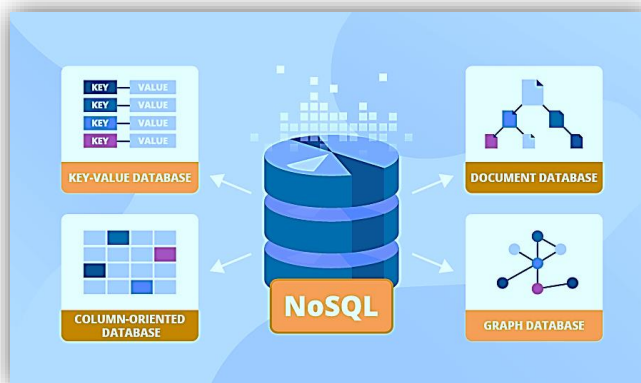 KEY VALUE
KEY VALUE
KEY VALUE
KEY VALUE
KEY-VALUE DATABASE
DOCUMENT DATABASE
COLUMN-ORIENTED
DATABASE
NoSQL
GRAPH DATABASE